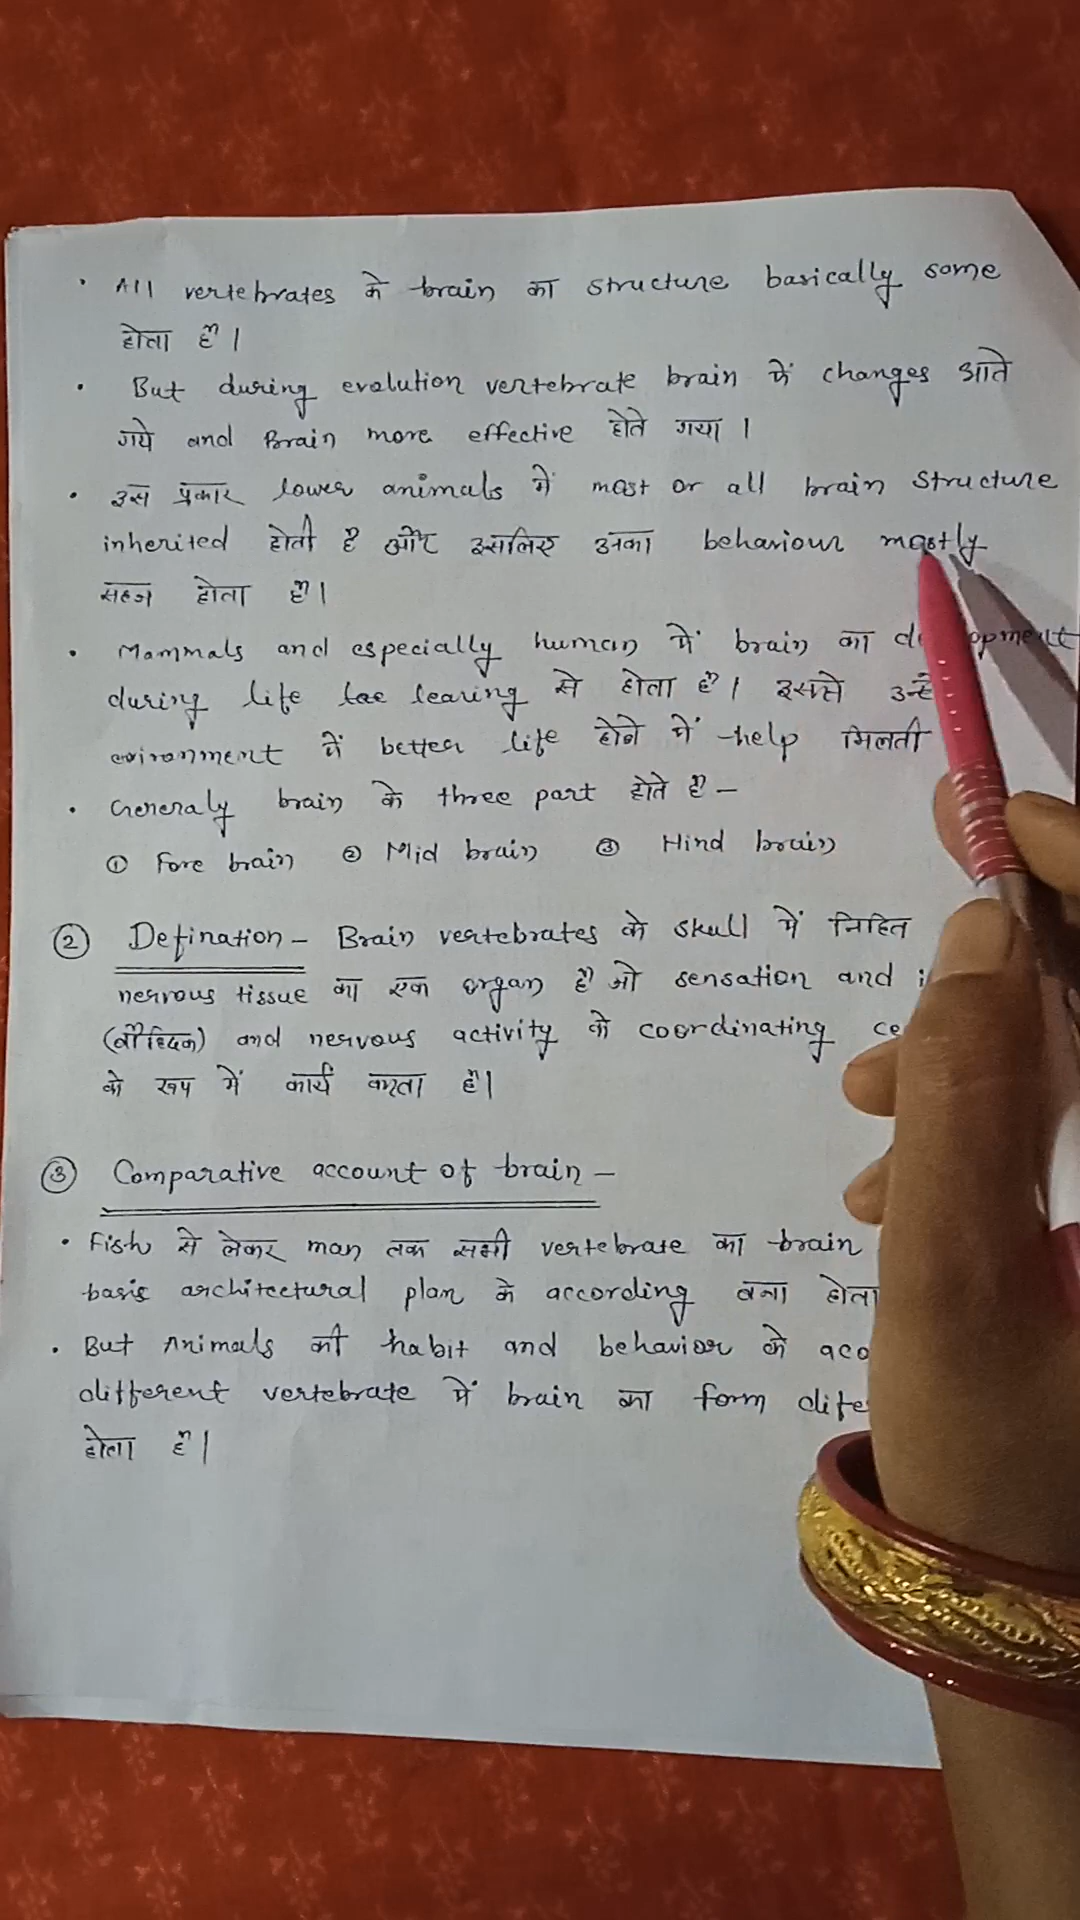 • All vertebrates के brain का structure basically some
होता है।
• But during evolution vertebrate brain में changes आते
गये and Brain more effective होते गया।
• इस प्रकार lower animals में most or all brain structure
inherited होती है और इसलिए उनका behaviour mostly
सहज होता है।
• Mammals and especially human में brain का
during life learing से होता है। इससे उन्हें
environment में better life होने में help मिलती
• Generaly brain के three part होते है –
① Fore brain ② Mid brain ③ Hind brain
② Defination – Brain vertebrates के skull में निहित
nervous tissue का एक organ है जो sensation and
(बौद्धिक) and nervous activity के coordinating
के रूप में कार्य करता है।
③ Comparative account of brain –
• Fish से लेकर man तक सभी vertebrate का brain
basis architectural plan के according बना होता
• But Animals की habit and behavior के
different vertebrate में brain का form
होता है।